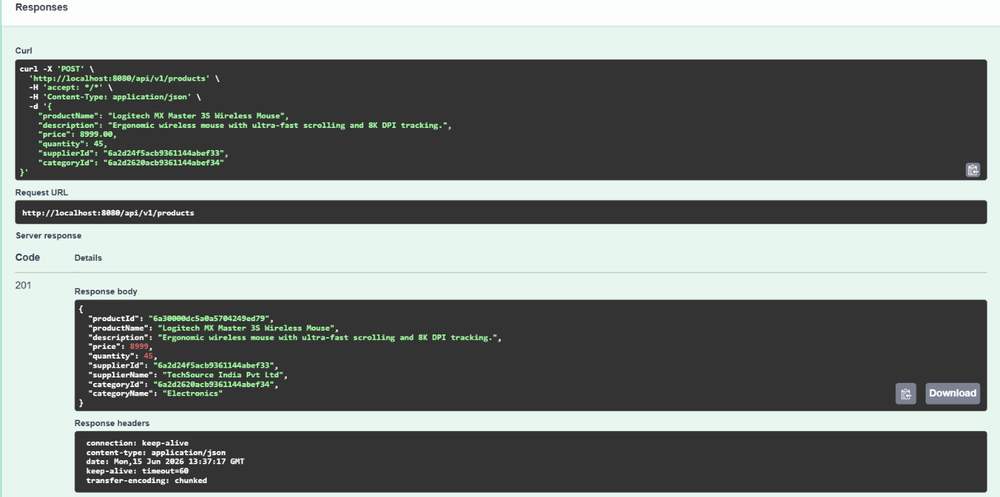 Responses
Curl
curl -X 'POST' \
'http://localhost:8080/api/v1/products' \
-H 'accept: */*' \
-H 'Content-Type: application/json' \
-d '{
"productName": "Logitech MX Master 3S Wireless Mouse",
"description": "Ergonomic wireless mouse with ultra-fast scrolling and 8K DPI tracking.",
"price": 8999.00,
"quantity": 45,
"supplierId": "6a2d24f5acb9361144abef33",
"categoryId": "6a2d2620acb9361144abef34"
}'
Request URL
http://localhost:8080/api/v1/products
Server response
Code Details
201
Response body
{
"productId": "6a30000dc5a0a5704249ed79",
"productName": "Logitech MX Master 3S Wireless Mouse",
"description": "Ergonomic wireless mouse with ultra-fast scrolling and 8K DPI tracking.",
"price": 8999,
"quantity": 45,
"supplierId": "6a2d24f5acb9361144abef33",
"supplierName": "TechSource India Pvt Ltd",
"categoryId": "6a2d2620acb9361144abef34",
"categoryName": "Electronics"
}
Download
Response headers
connection: keep-alive
content-type: application/json
date: Mon,15 Jun 2026 13:37:17 GMT
keep-alive: timeout=60
transfer-encoding: chunked